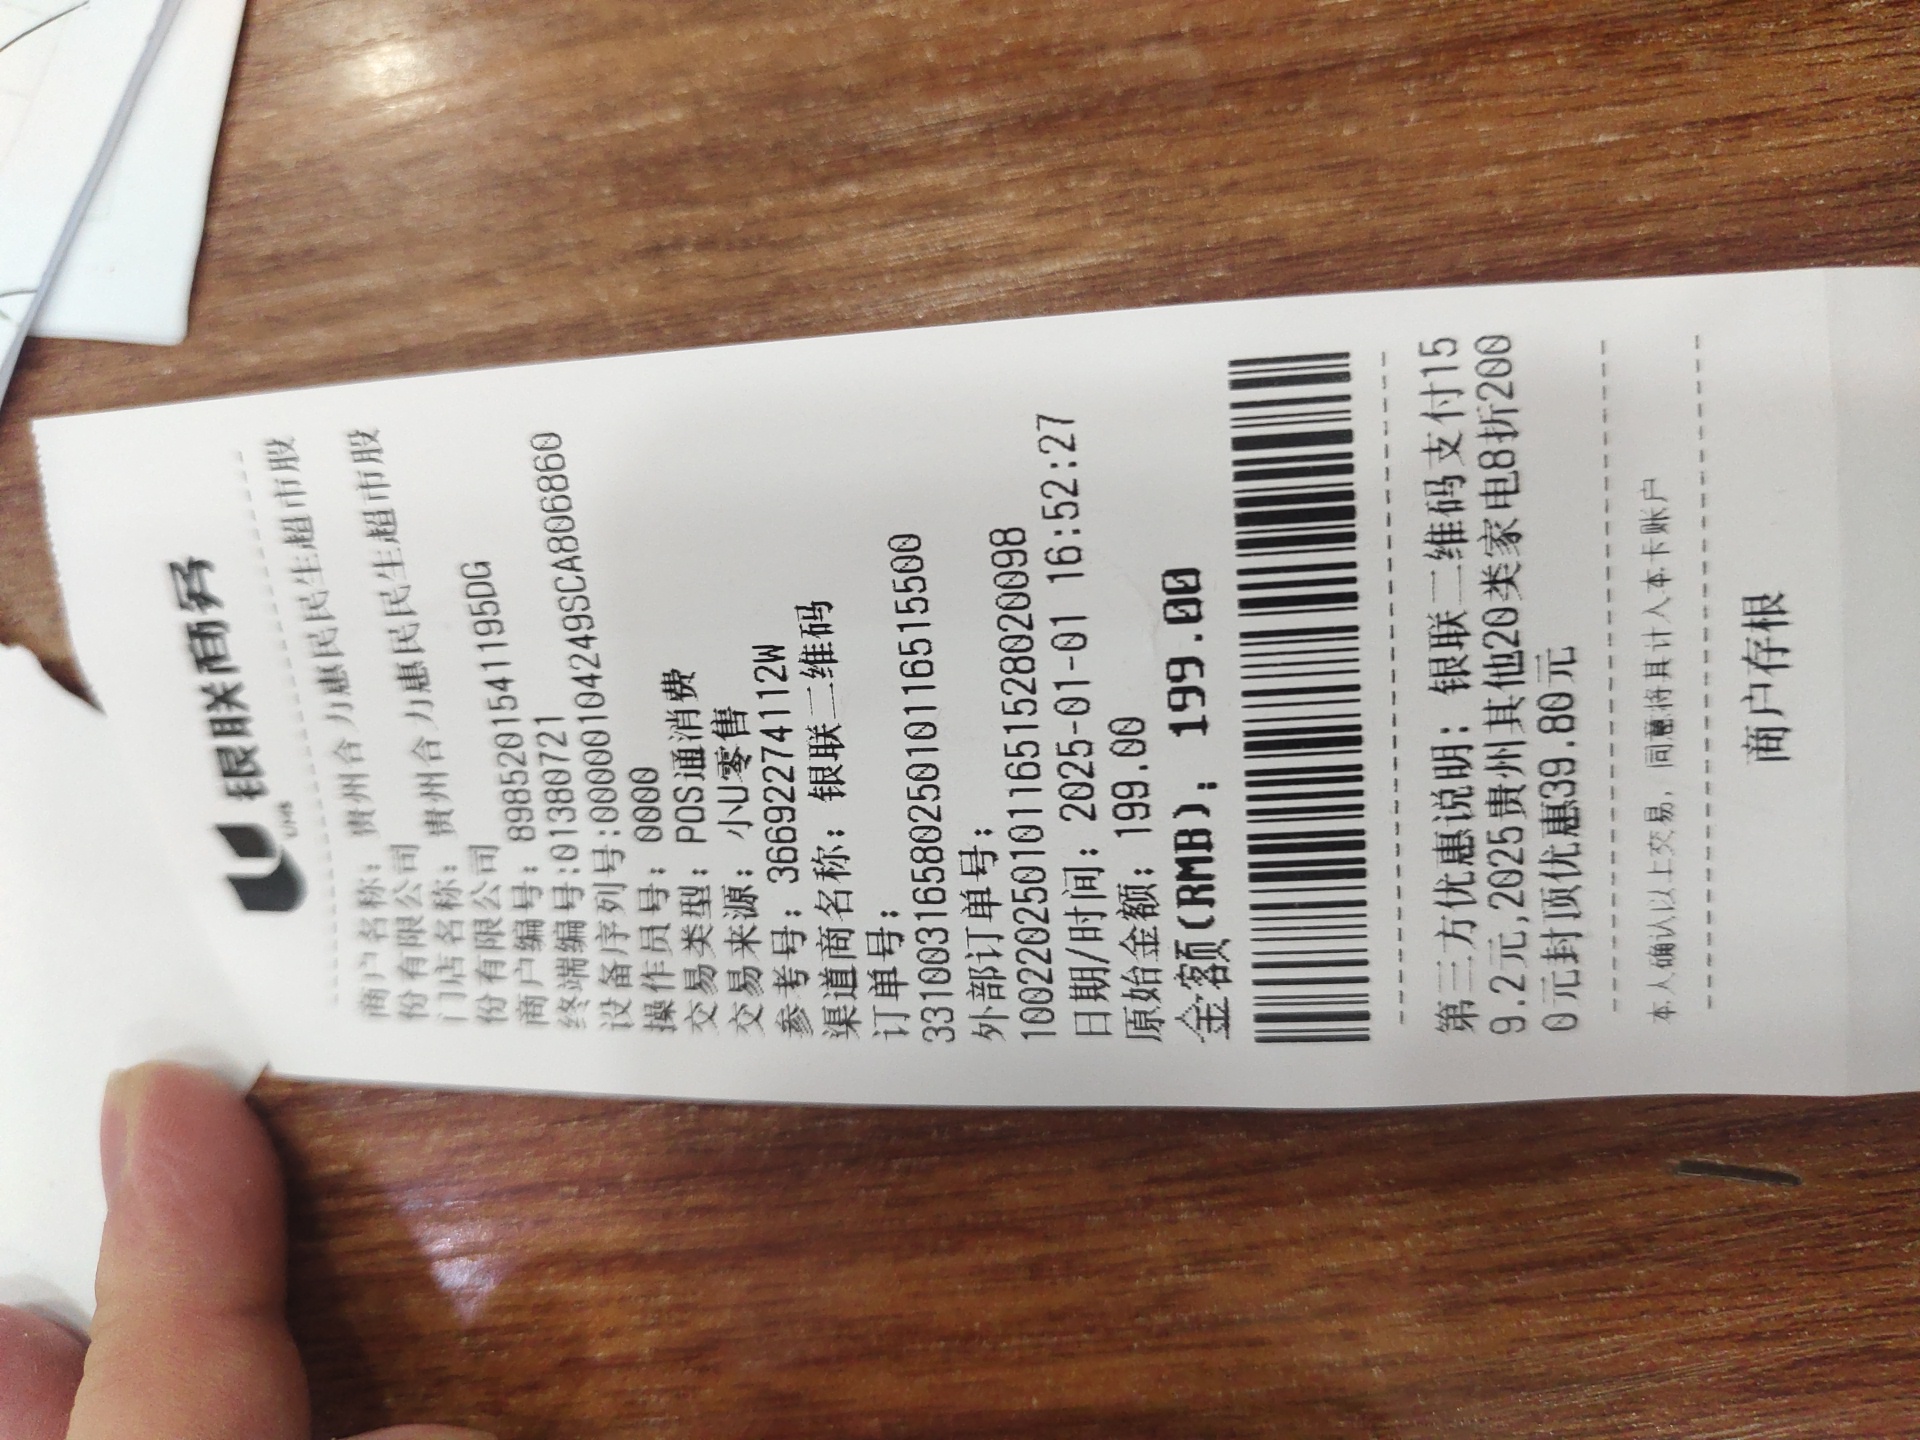 银联商务
UMS
商户名称: 贵州合力惠民民生超市股
份有限公司
门店名称: 贵州合力惠民民生超市股
份有限公司
商户编号: 89852015411195DG
终端编号:01380721
设备序列号:00000104249SCA806860
操作员号: 0000
交易类型: POS通消费
交易来源: 小U零售
参考号: 36692274112W
渠道商名称: 银联二维码
订单号:
33100316580250101165155​00
外部订单号:
10022025010116515280​20098
日期/时间: 2025-01-01 16:52:27
原始金额: 199.00
金额(RMB): 199.00
第三方优惠说明: 银联二维码支付15
9.2元,2025贵州其他20类家电8折200
0元封顶优惠39.80元
本人确认以上交易, 同意将其计入本卡账户
商户存根